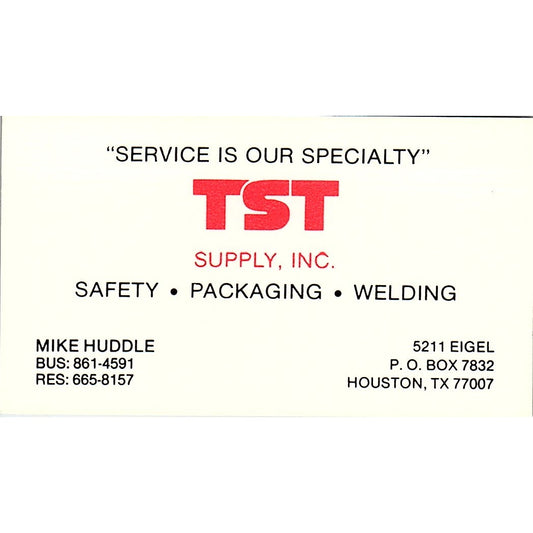 "SERVICE IS OUR SPECIALTY"
TST
SUPPLY, INC.
SAFETY • PACKAGING • WELDING
MIKE HUDDLE
BUS: 861-4591
RES: 665-8157
5211 EIGEL
P. O. BOX 7832
HOUSTON, TX 77007